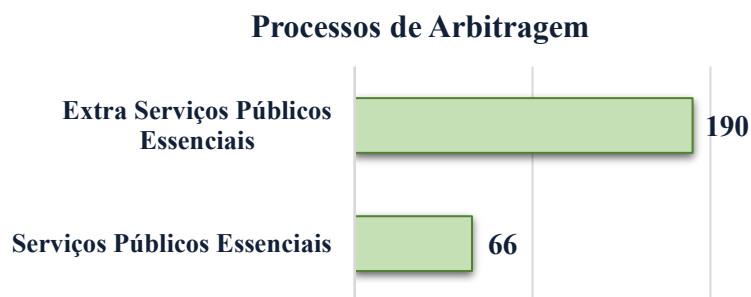 Processos de Arbitragem
Extra Serviços Públicos
Essenciais
190
Serviços Públicos Essenciais
66